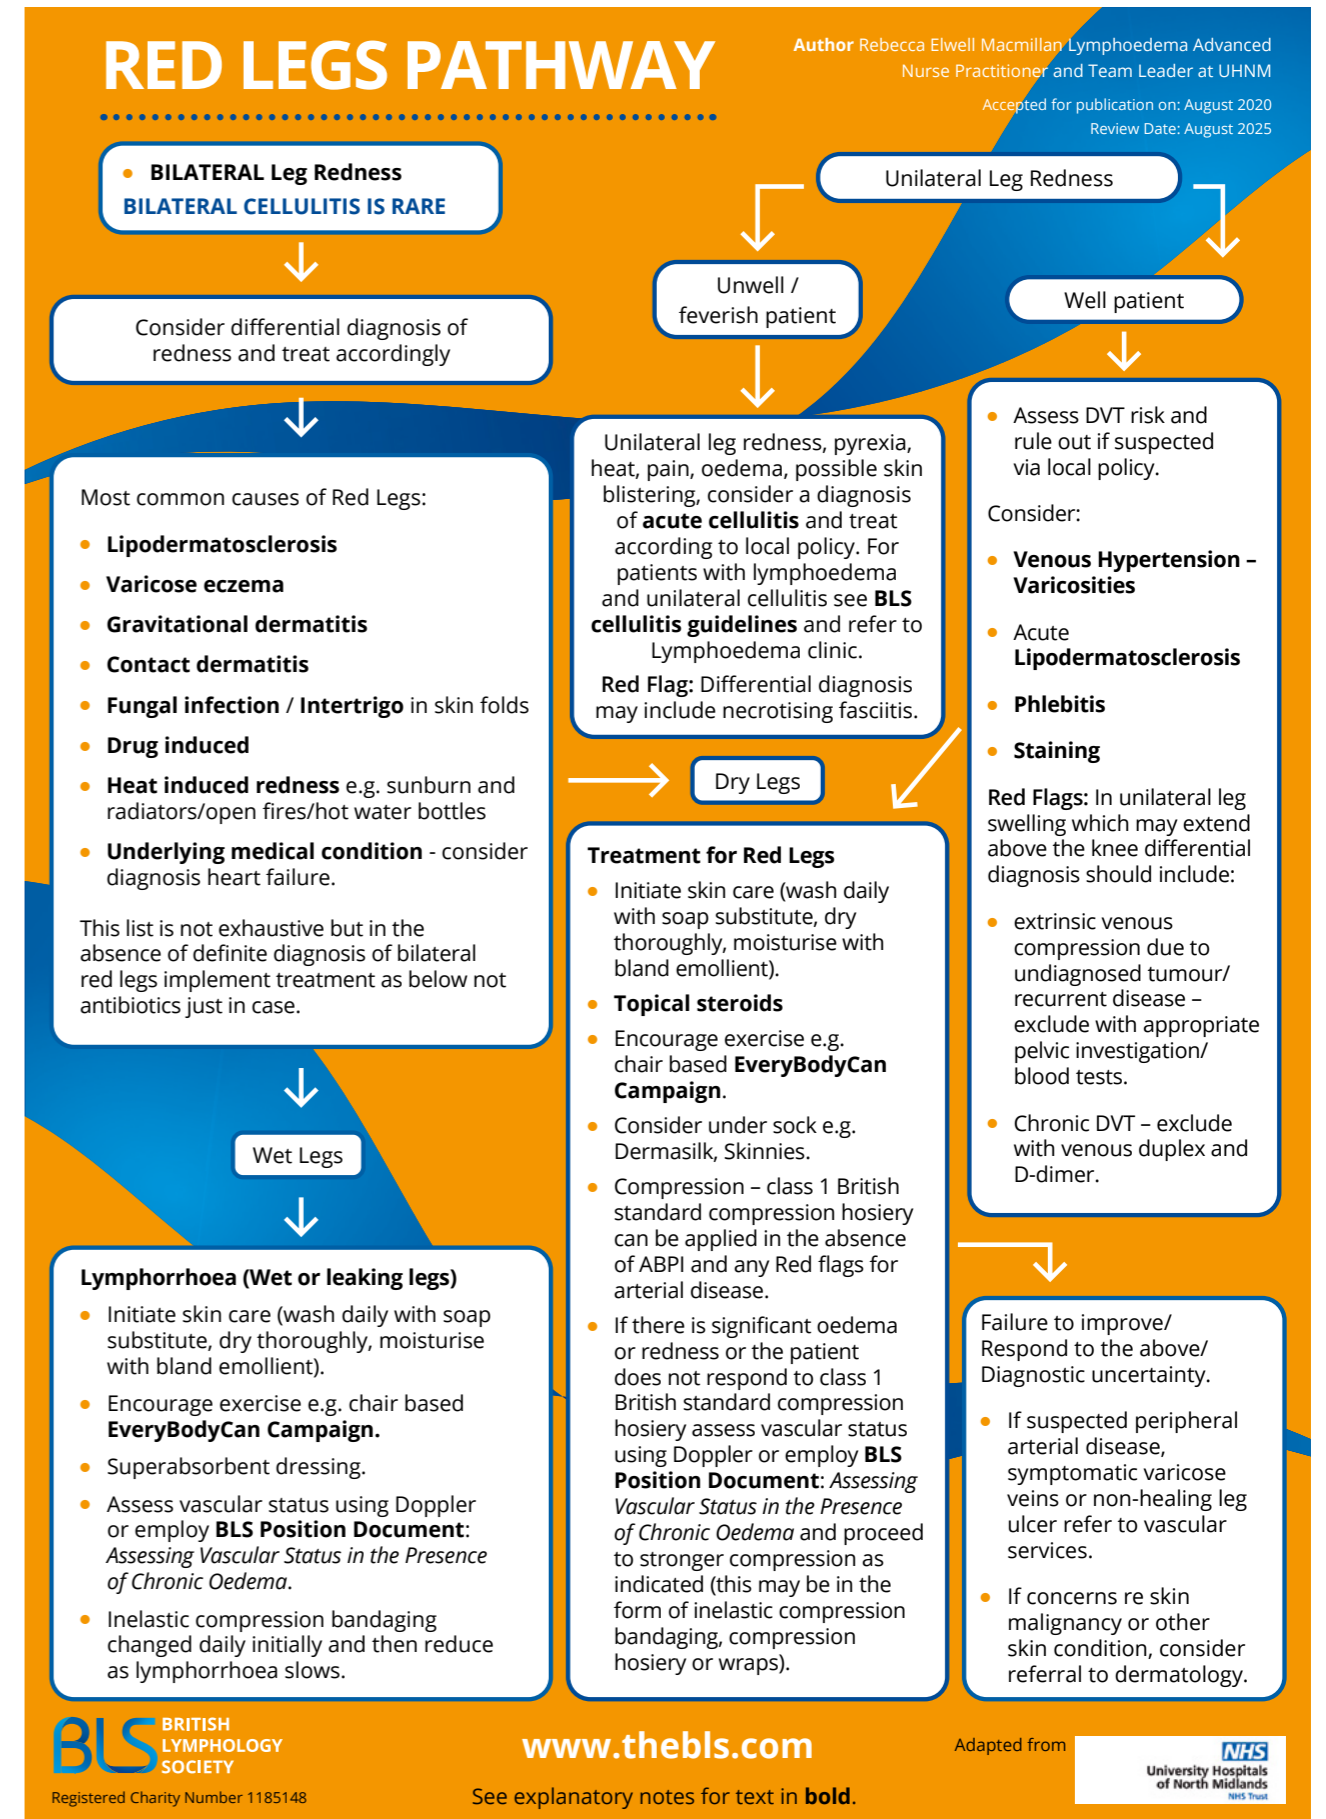 RED LEGS PATHWAY
Author Rebecca Elwell Macmillan Lymphoedema Advanced
Nurse Practitioner and Team Leader at UHNM
Accepted for publication on: August 2020
Review Date: August 2025
• BILATERAL Leg Redness
BILATERAL CELLULITIS IS RARE
Consider differential diagnosis of
redness and treat accordingly
Most common causes of Red Legs:
• Lipodermatosclerosis
• Varicose eczema
• Gravitational dermatitis
• Contact dermatitis
• Fungal infection / Intertrigo in skin folds
• Drug induced
• Heat induced redness e.g. sunburn and
radiators/open fires/hot water bottles
• Underlying medical condition - consider
diagnosis heart failure.
This list is not exhaustive but in the
absence of definite diagnosis of bilateral
red legs implement treatment as below not
antibiotics just in case.
Wet Legs
Lymphorrhoea (Wet or leaking legs)
• Initiate skin care (wash daily with soap
substitute, dry thoroughly, moisturise
with bland emollient).
• Encourage exercise e.g. chair based
EveryBodyCan Campaign.
• Superabsorbent dressing.
• Assess vascular status using Doppler
or employ BLS Position Document:
Assessing Vascular Status in the Presence
of Chronic Oedema.
• Inelastic compression bandaging
changed daily initially and then reduce
as lymphorrhoea slows.
Unilateral Leg Redness
Unwell /
feverish patient
Unilateral leg redness, pyrexia,
heat, pain, oedema, possible skin
blistering, consider a diagnosis
of acute cellulitis and treat
according to local policy. For
patients with lymphoedema
and unilateral cellulitis see BLS
cellulitis guidelines and refer to
Lymphoedema clinic.
Red Flag: Differential diagnosis
may include necrotising fasciitis.
Dry Legs
Treatment for Red Legs
• Initiate skin care (wash daily
with soap substitute, dry
thoroughly, moisturise with
bland emollient).
• Topical steroids
• Encourage exercise e.g.
chair based EveryBodyCan
Campaign.
• Consider under sock e.g.
Dermasilk, Skinnies.
• Compression – class 1 British
standard compression hosiery
can be applied in the absence
of ABPI and any Red flags for
arterial disease.
• If there is significant oedema
or redness or the patient
does not respond to class 1
British standard compression
hosiery assess vascular status
using Doppler or employ BLS
Position Document: Assessing
Vascular Status in the Presence
of Chronic Oedema and proceed
to stronger compression as
indicated (this may be in the
form of inelastic compression
bandaging, compression
hosiery or wraps).
Well patient
• Assess DVT risk and
rule out if suspected
via local policy.
Consider:
• Venous Hypertension –
Varicosities
• Acute
Lipodermatosclerosis
• Phlebitis
• Staining
Red Flags: In unilateral leg
swelling which may extend
above the knee differential
diagnosis should include:
• extrinsic venous
compression due to
undiagnosed tumour/
recurrent disease –
exclude with appropriate
pelvic investigation/
blood tests.
• Chronic DVT – exclude
with venous duplex and
D-dimer.
Failure to improve/
Respond to the above/
Diagnostic uncertainty.
• If suspected peripheral
arterial disease,
symptomatic varicose
veins or non-healing leg
ulcer refer to vascular
services.
• If concerns re skin
malignancy or other
skin condition, consider
referral to dermatology.
BLS BRITISH
LYMPHOLOGY
SOCIETY
Registered Charity Number 1185148
www.thebls.com
See explanatory notes for text in bold.
Adapted from
NHS
University Hospitals
of North Midlands
NHS Trust